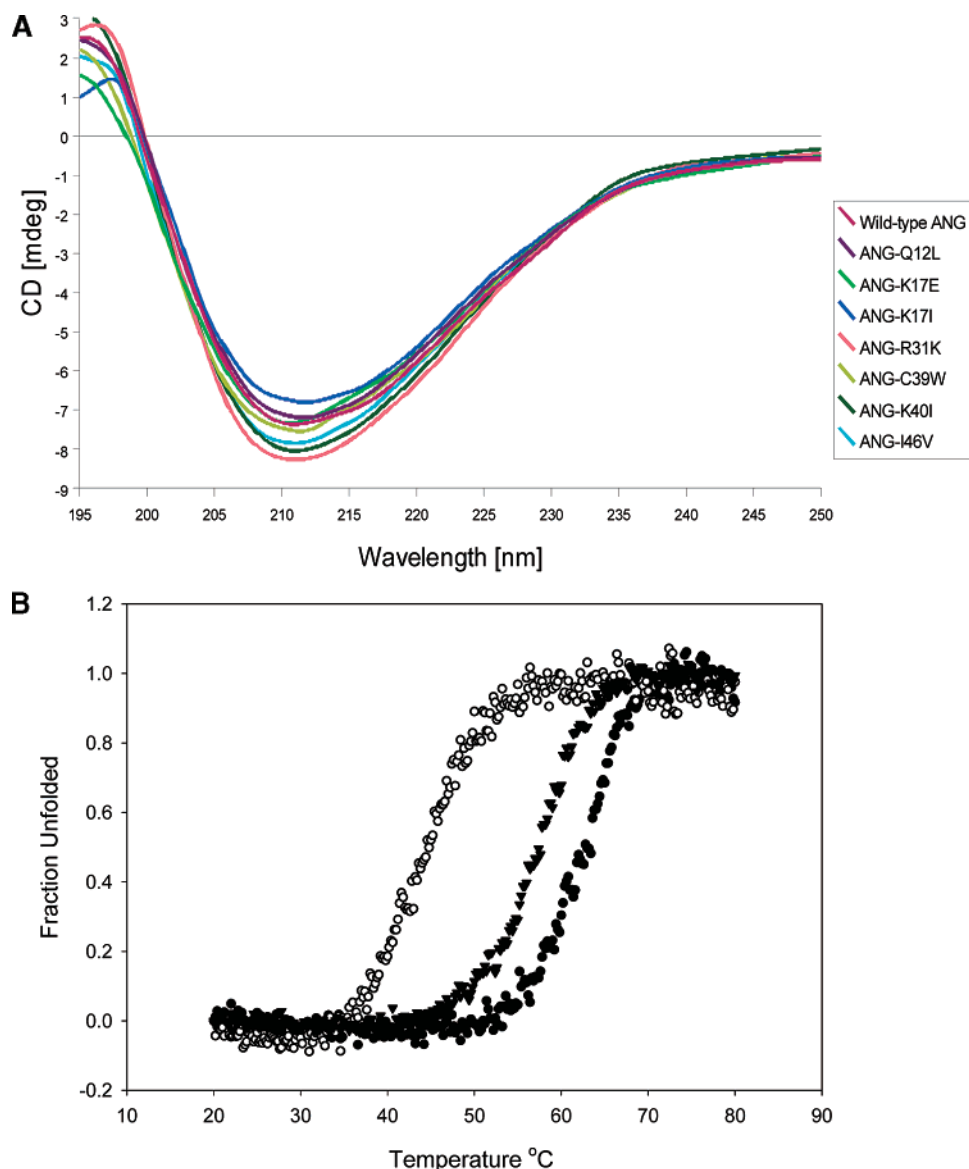 A
3
2
1
0
-1
-2
-3
-4
-5
-6
-7
-8
-9
CD [mdeg]
195 200 205 210 215 220 225 230 235 240 245 250
Wavelength [nm]
Wild-type ANG
ANG-Q12L
ANG-K17E
ANG-K17I
ANG-R31K
ANG-C39W
ANG-K40I
ANG-I46V
B
1.2
1.0
0.8
0.6
0.4
0.2
0.0
-0.2
Fraction Unfolded
10 20 30 40 50 60 70 80 90
Temperature °C